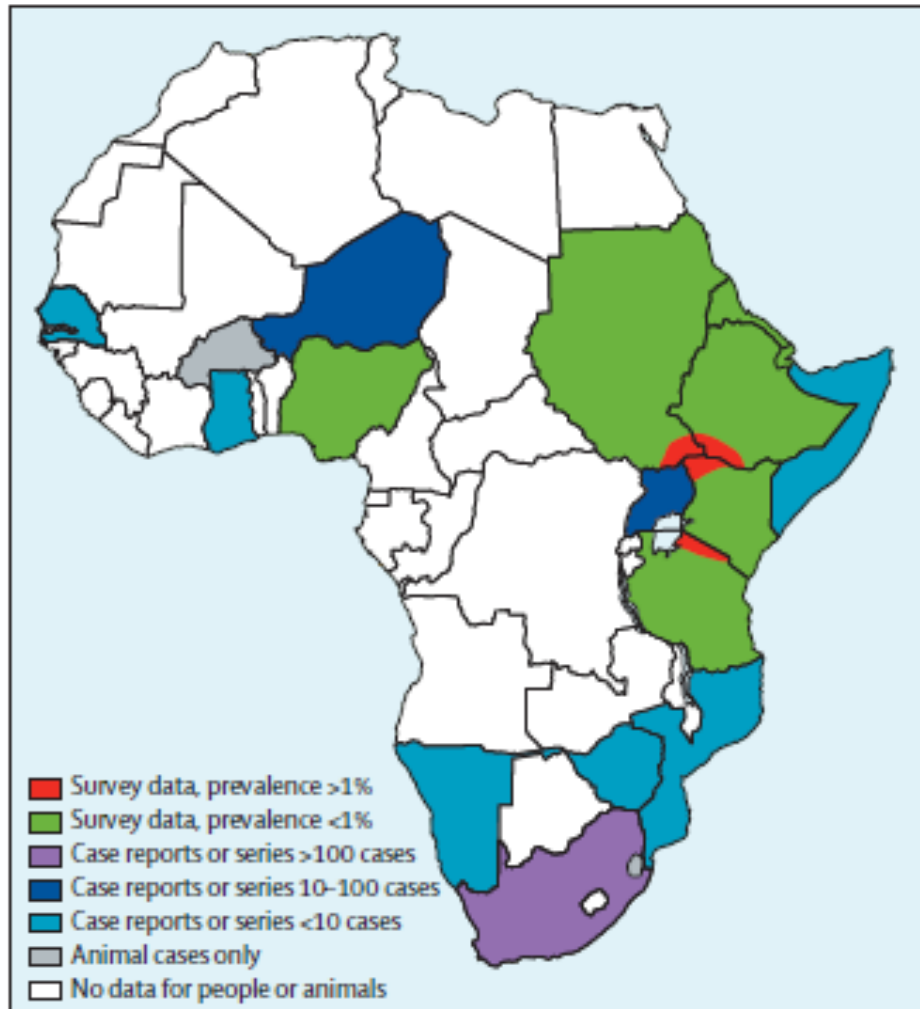 Survey data, prevalence >1%
Survey data, prevalence <1%
Case reports or series >100 cases
Case reports or series 10–100 cases
Case reports or series <10 cases
Animal cases only
No data for people or animals